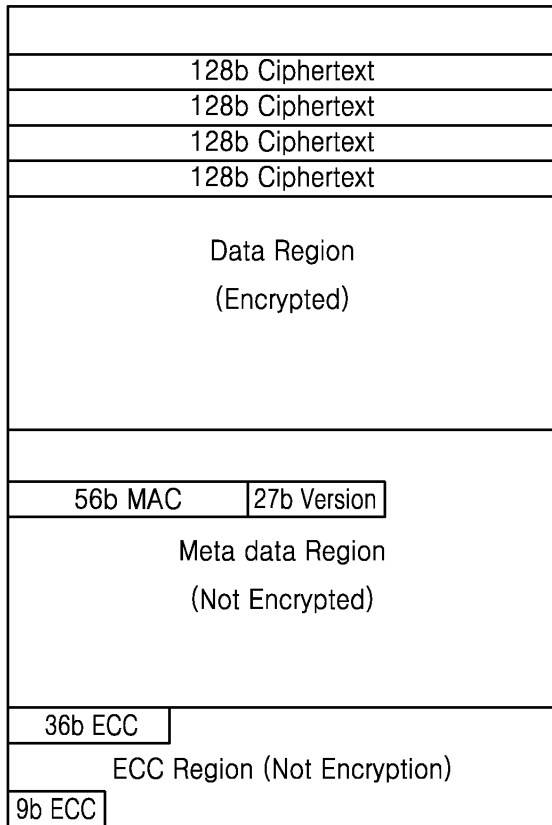 128b Ciphertext
128b Ciphertext
128b Ciphertext
128b Ciphertext
Data Region
(Encrypted)
56b MAC 27b Version
Meta data Region
(Not Encrypted)
36b ECC
ECC Region (Not Encryption)
9b ECC